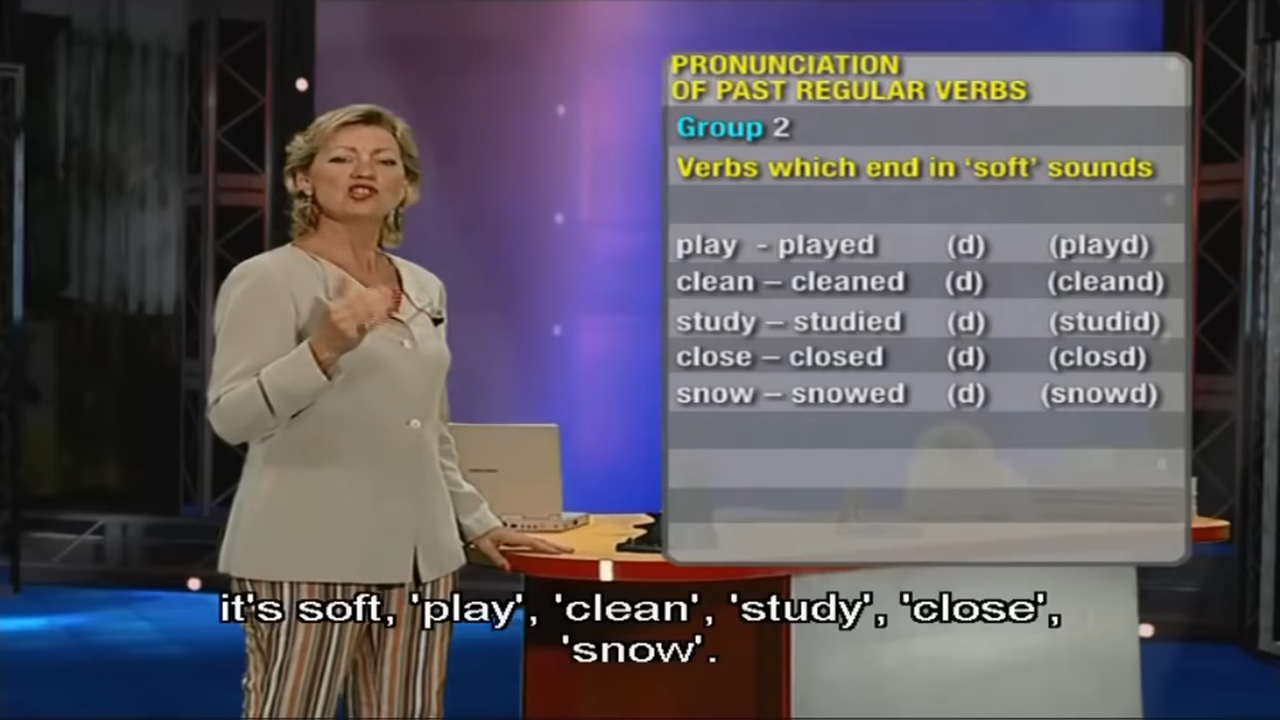 PRONUNCIATION
OF PAST REGULAR VERBS
Group 2
Verbs which end in ‘soft’ sounds
play - played (d) (playd)
clean – cleaned (d) (cleand)
study – studied (d) (studid)
close – closed (d) (closd)
snow – snowed (d) (snowd)
it's soft, 'play', 'clean', 'study', 'close',
'snow'.